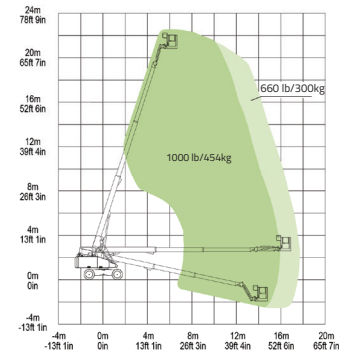 24m
78ft 9in
20m
65ft 7in
660 lb/300kg
16m
52ft 6in
12m
39ft 4in
1000 lb/454kg
8m
26ft 3in
4m
13ft 1in
0m
0in
-4m
-13ft 1in
-4m 0m 4m 8m 12m 16m 20m
-13ft 1in 0in 13ft 1in 26ft 3in 39ft 4in 52ft 6in 65ft 7in